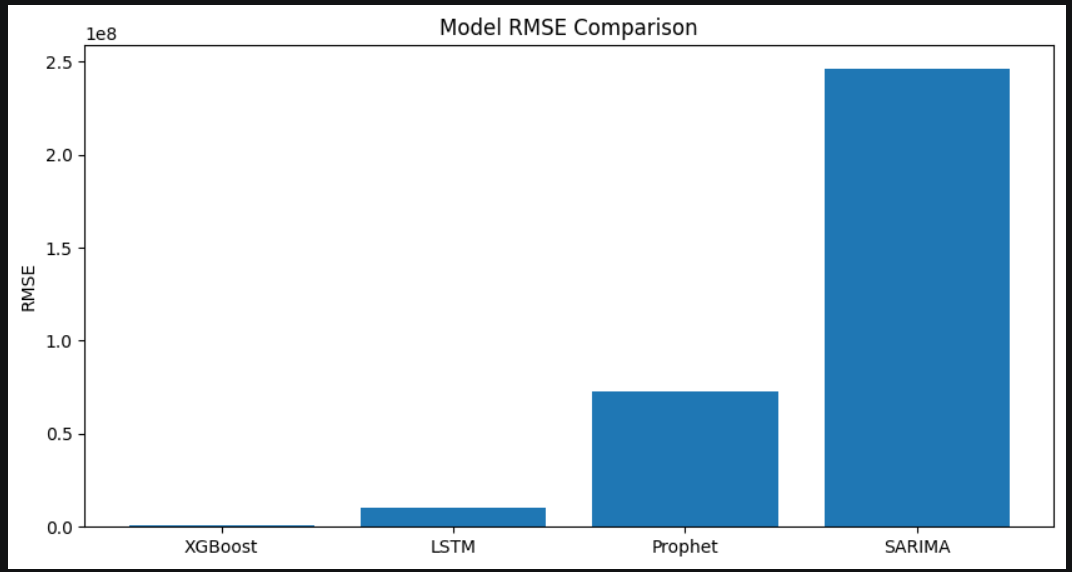 Model RMSE Comparison
1e8
2.5
2.0
1.5
1.0
0.5
0.0
RMSE
XGBoost LSTM Prophet SARIMA